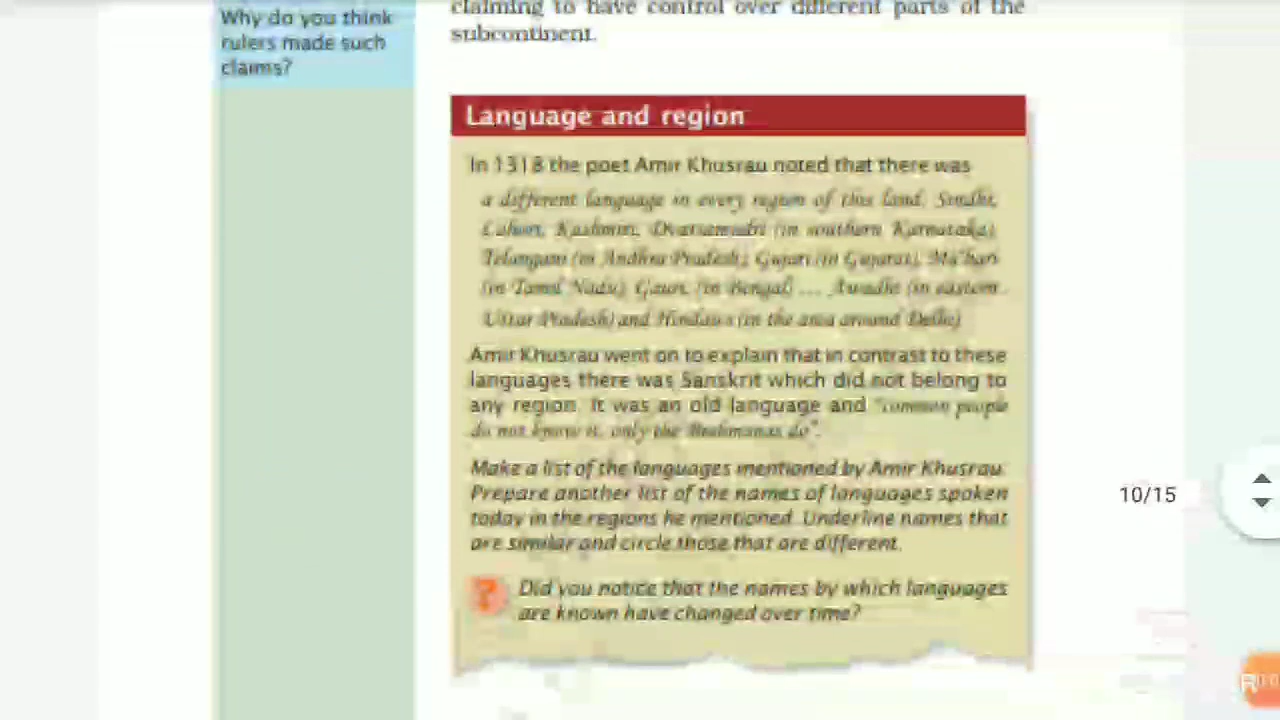 claiming to have control over different parts of the
subcontinent.
Why do you think
rulers made such
claims?
Language and region
In 1318 the poet Amir Khusrau noted that there was
a different language in every region of this land: Sindhi,
Lahori, Kashmiri, Dvarsamudri (in southern Karnataka),
Telangani (in Andhra Pradesh), Gujari (in Gujarat), Ma'bari
(in Tamil Nadu), Gauri, (in Bengal) ... Awadhi (in eastern
Uttar Pradesh) and Hindawi (in the area around Delhi).
Amir Khusrau went on to explain that in contrast to these
languages there was Sanskrit which did not belong to
any region. It was an old language and "common people
do not know it, only the Brahmanas do".
Make a list of the languages mentioned by Amir Khusrau.
Prepare another list of the names of languages spoken
today in the regions he mentioned. Underline names that
are similar and circle those that are different.
? Did you notice that the names by which languages
are known have changed over time?
10/15